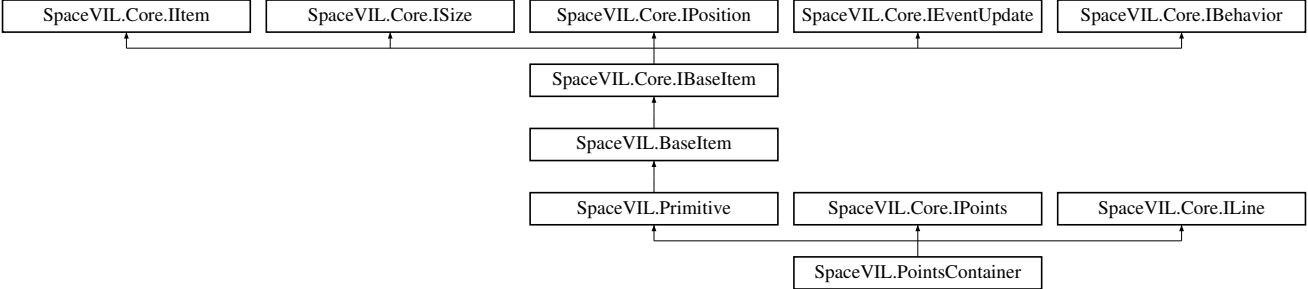 SpaceVIL.Core.IItem
SpaceVIL.Core.ISize
SpaceVIL.Core.IPosition
SpaceVIL.Core.IEventUpdate
SpaceVIL.Core.IBehavior
SpaceVIL.Core.IBaseItem
SpaceVIL.BaseItem
SpaceVIL.Primitive
SpaceVIL.Core.IPoints
SpaceVIL.Core.ILine
SpaceVIL.PointsContainer